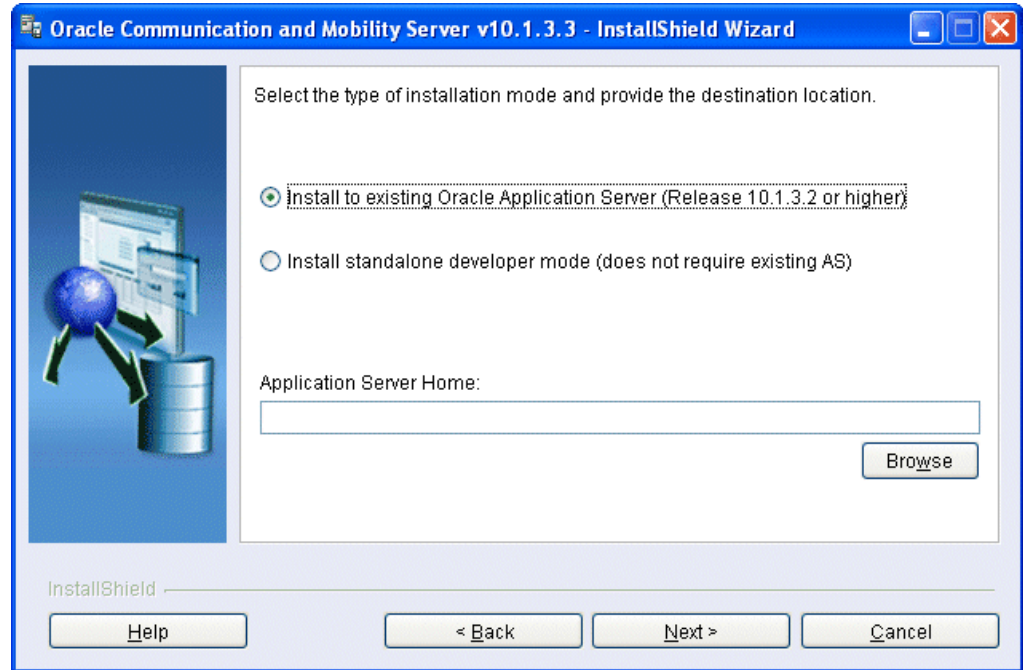 Oracle Communication and Mobility Server v10.1.3.3 - InstallShield Wizard
Select the type of installation mode and provide the destination location.
Install to existing Oracle Application Server (Release 10.1.3.2 or higher)
Install standalone developer mode (does not require existing AS)
Application Server Home:
Browse
InstallShield
Help
< Back
Next >
Cancel